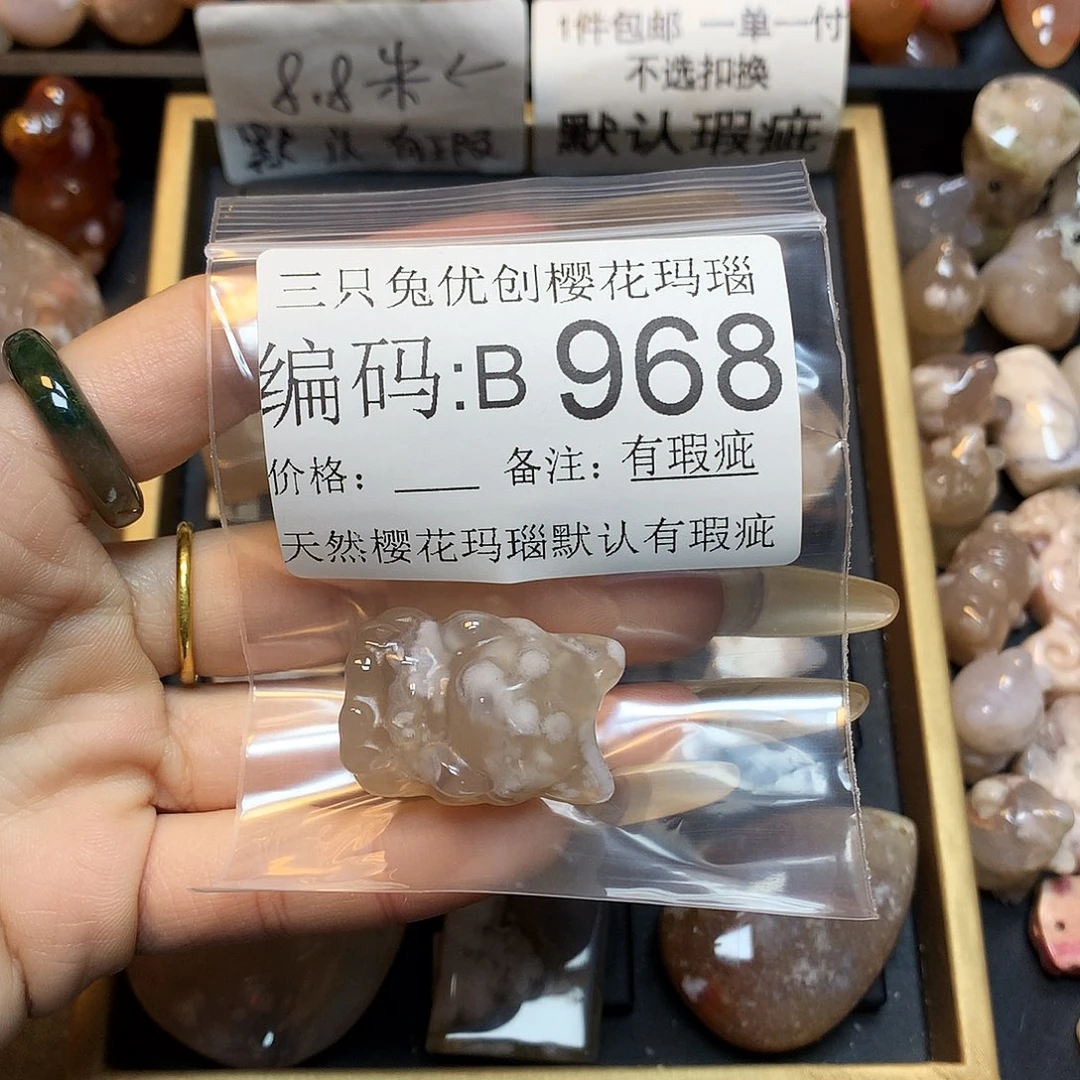 8.8米←
默认有瑕
1件包邮 一单一付
不选扣换
默认瑕疵
三只兔优创樱花玛瑙
编码:B 968
价格：___ 备注：有瑕疵
天然樱花玛瑙默认有瑕疵